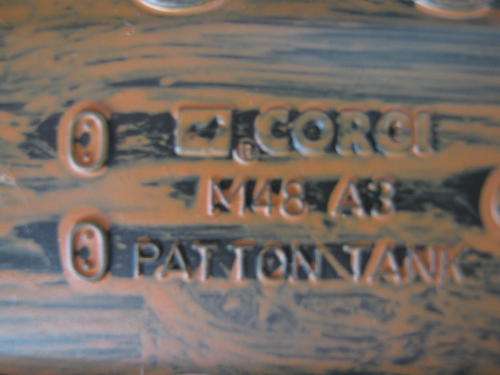 ® CORGI
M48 A3
PATTON TANK